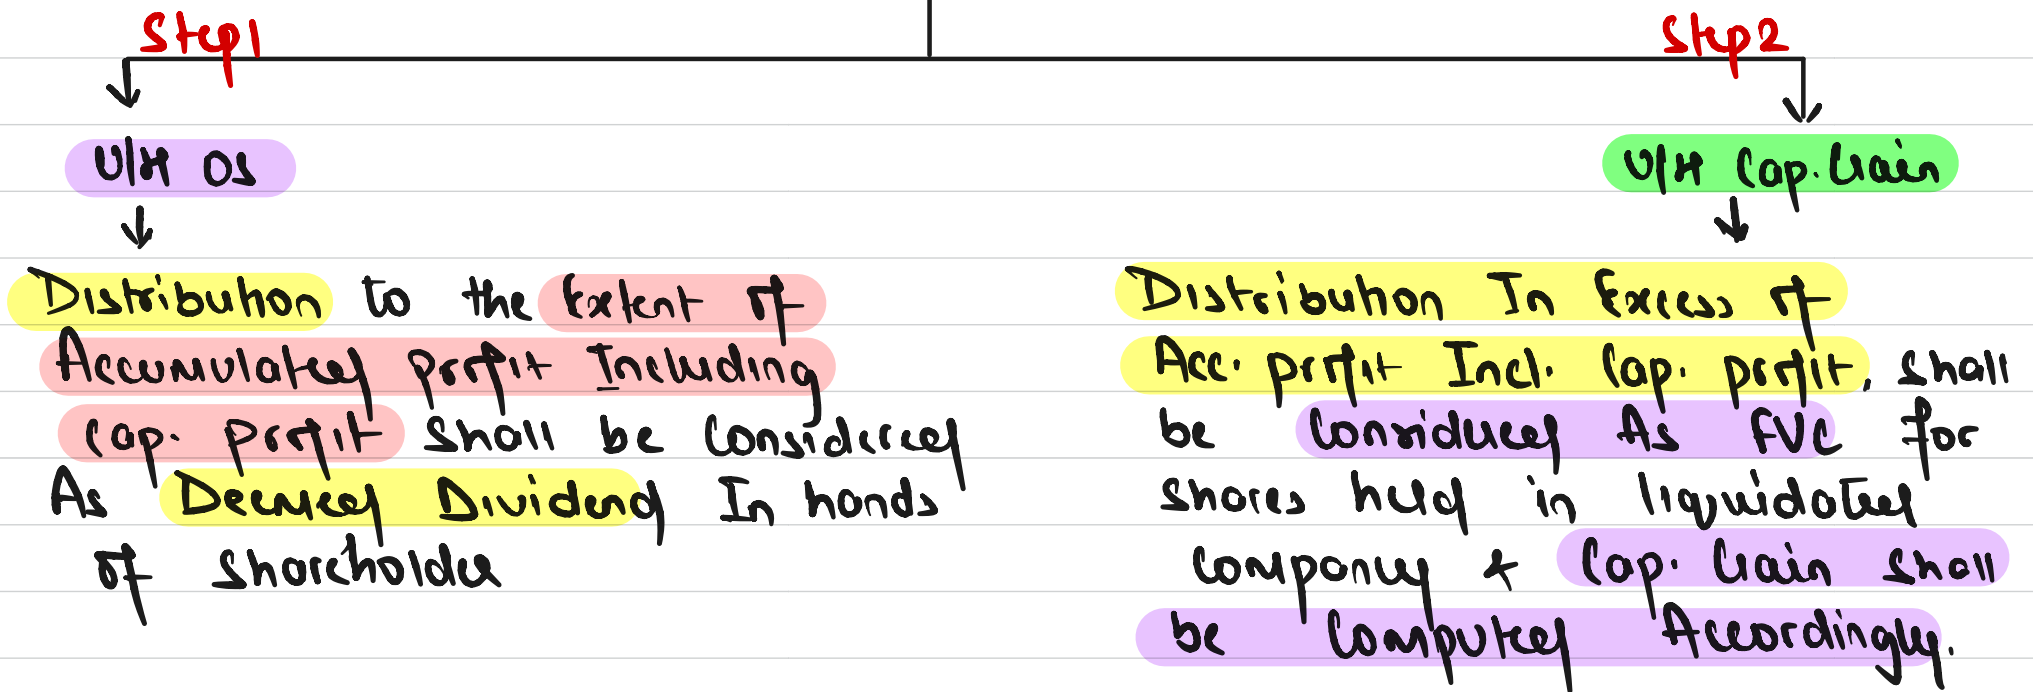 Step1
U/H OS
Distribution to the Extent of
Accumulated profit Including
Cap. Profit shall be Considered
As Deemed Dividend In hands
of shareholder
Step2
U/H Cap. Gain
Distribution In Excess of
Acc. profit Incl. Cap. profit, shall
be Considered As FVC for
shares held in liquidated
Company & Cap. Gain shall
be Computed Accordingly.